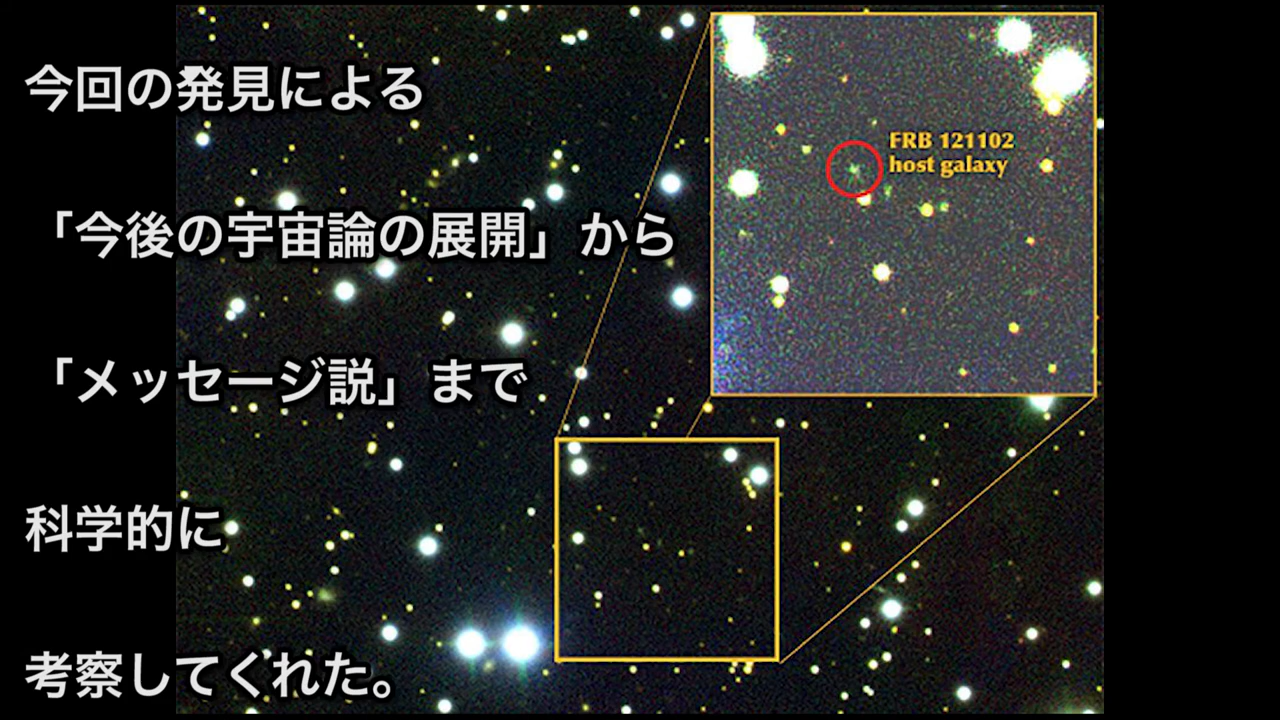 今回の発見による
「今後の宇宙論の展開」から
「メッセージ説」まで
科学的に
考察してくれた。
FRB 121102
host galaxy